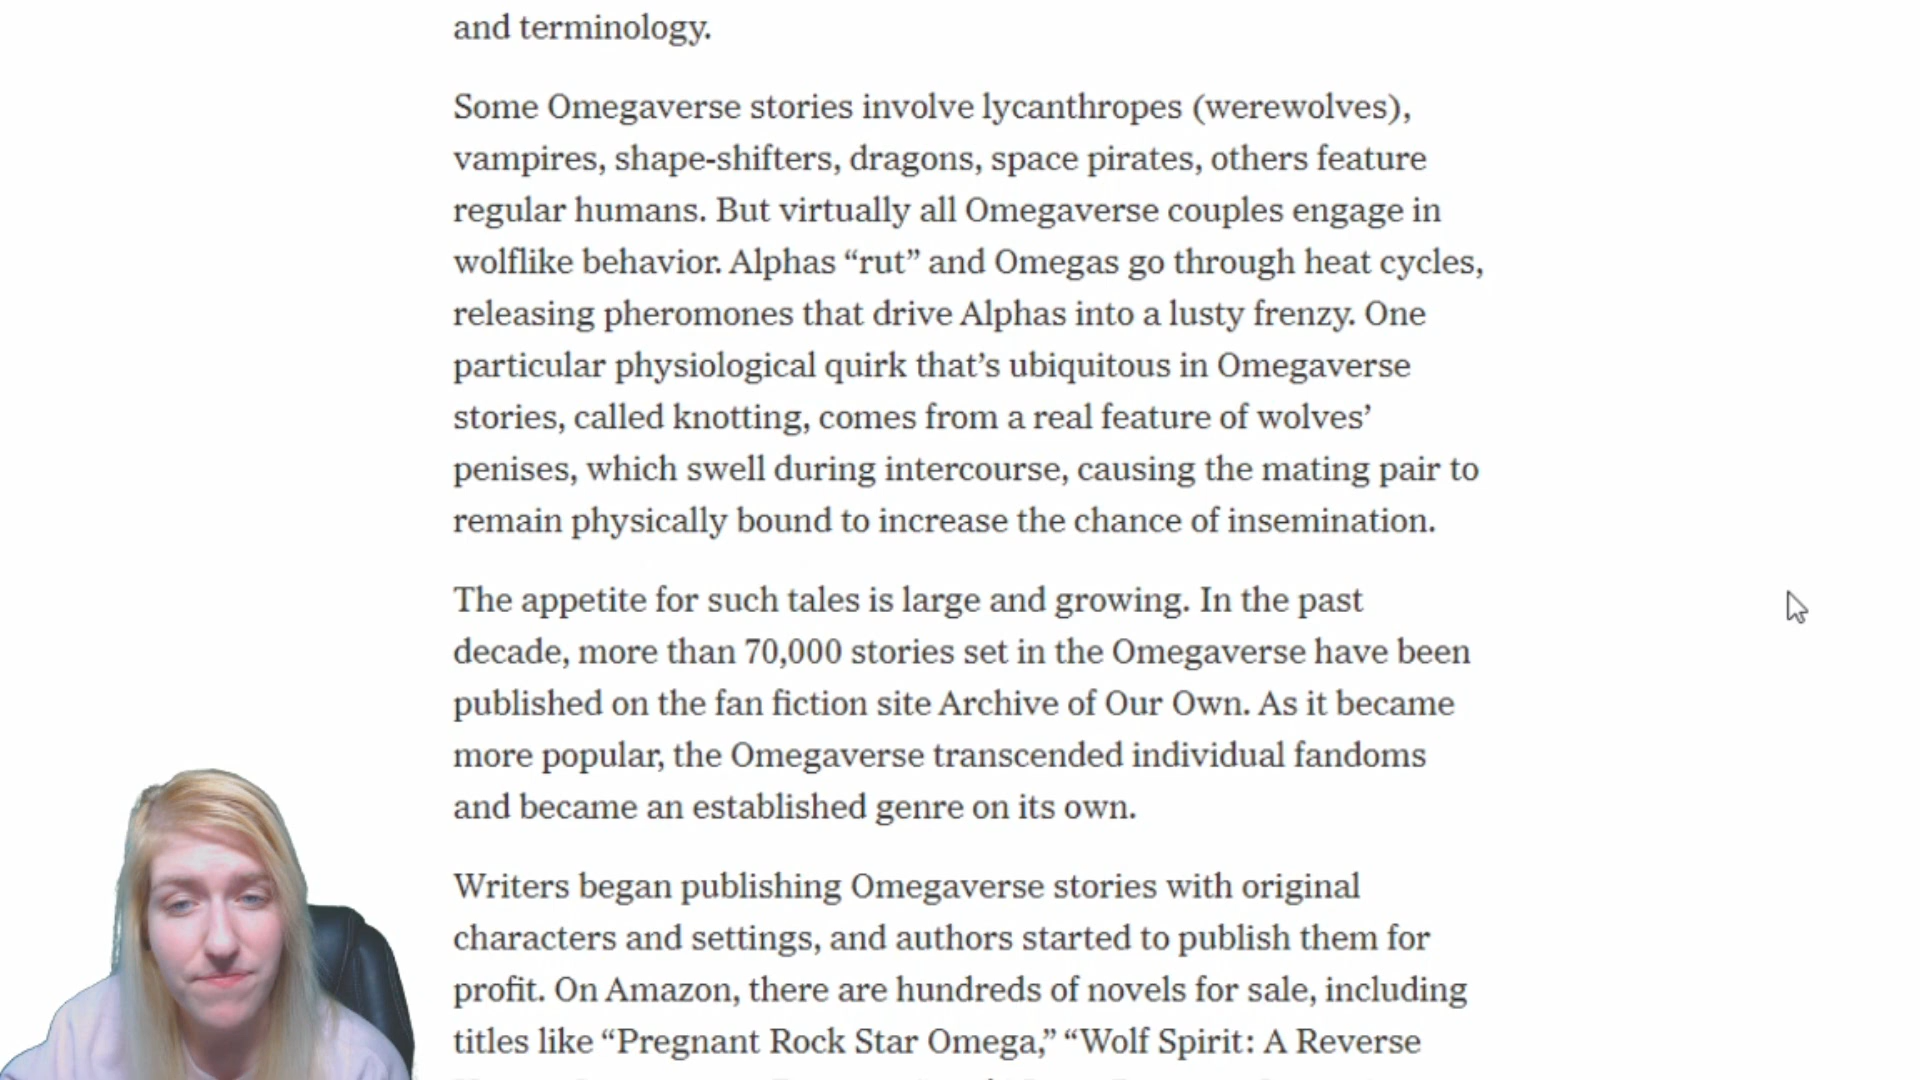 and terminology.
Some Omegaverse stories involve lycanthropes (werewolves),
vampires, shape-shifters, dragons, space pirates, others feature
regular humans. But virtually all Omegaverse couples engage in
wolflike behavior. Alphas “rut” and Omegas go through heat cycles,
releasing pheromones that drive Alphas into a lusty frenzy. One
particular physiological quirk that’s ubiquitous in Omegaverse
stories, called knotting, comes from a real feature of wolves’
penises, which swell during intercourse, causing the mating pair to
remain physically bound to increase the chance of insemination.
The appetite for such tales is large and growing. In the past
decade, more than 70,000 stories set in the Omegaverse have been
published on the fan fiction site Archive of Our Own. As it became
more popular, the Omegaverse transcended individual fandoms
and became an established genre on its own.
Writers began publishing Omegaverse stories with original
characters and settings, and authors started to publish them for
profit. On Amazon, there are hundreds of novels for sale, including
titles like “Pregnant Rock Star Omega,” “Wolf Spirit: A Reverse